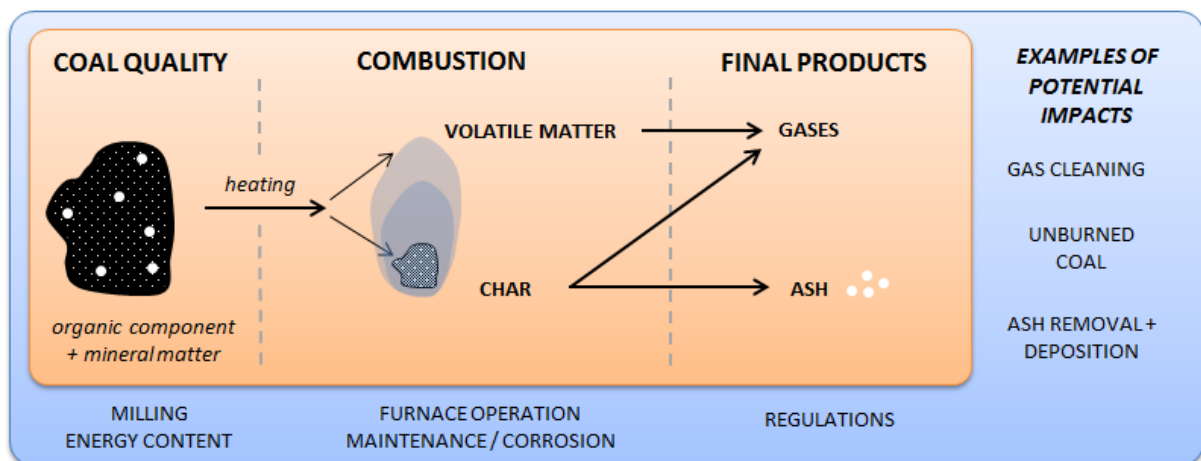 COAL QUALITY
COMBUSTION
FINAL PRODUCTS
EXAMPLES OF
POTENTIAL
IMPACTS
VOLATILE MATTER
GASES
GAS CLEANING
heating
UNBURNED
COAL
CHAR
ASH
organic component
+ mineral matter
ASH REMOVAL +
DEPOSITION
MILLING
ENERGY CONTENT
FURNACE OPERATION
MAINTENANCE / CORROSION
REGULATIONS